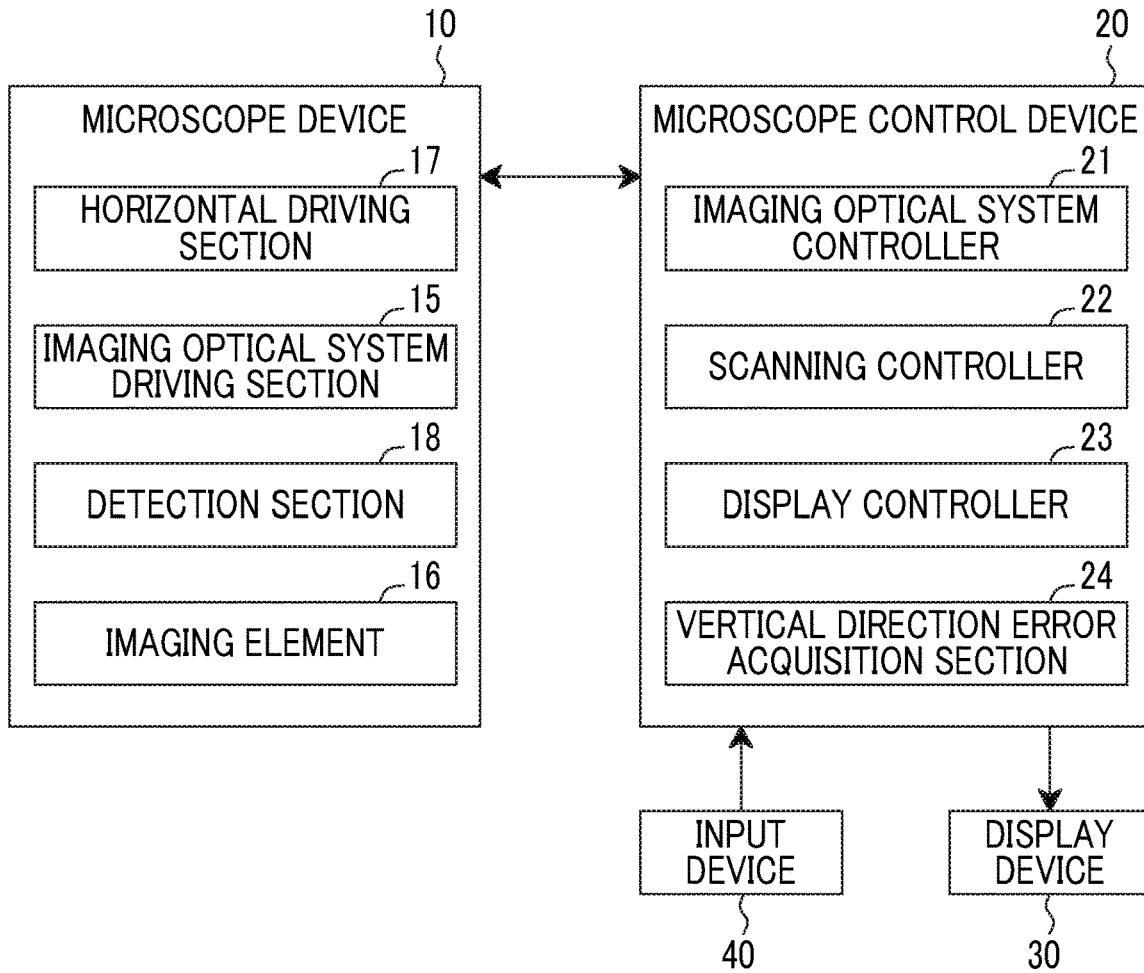 10
MICROSCOPE DEVICE
17
HORIZONTAL DRIVING
SECTION
15
IMAGING OPTICAL SYSTEM
DRIVING SECTION
18
DETECTION SECTION
16
IMAGING ELEMENT
20
MICROSCOPE CONTROL DEVICE
21
IMAGING OPTICAL SYSTEM
CONTROLLER
22
SCANNING CONTROLLER
23
DISPLAY CONTROLLER
24
VERTICAL DIRECTION ERROR
ACQUISITION SECTION
INPUT
DEVICE
40
DISPLAY
DEVICE
30